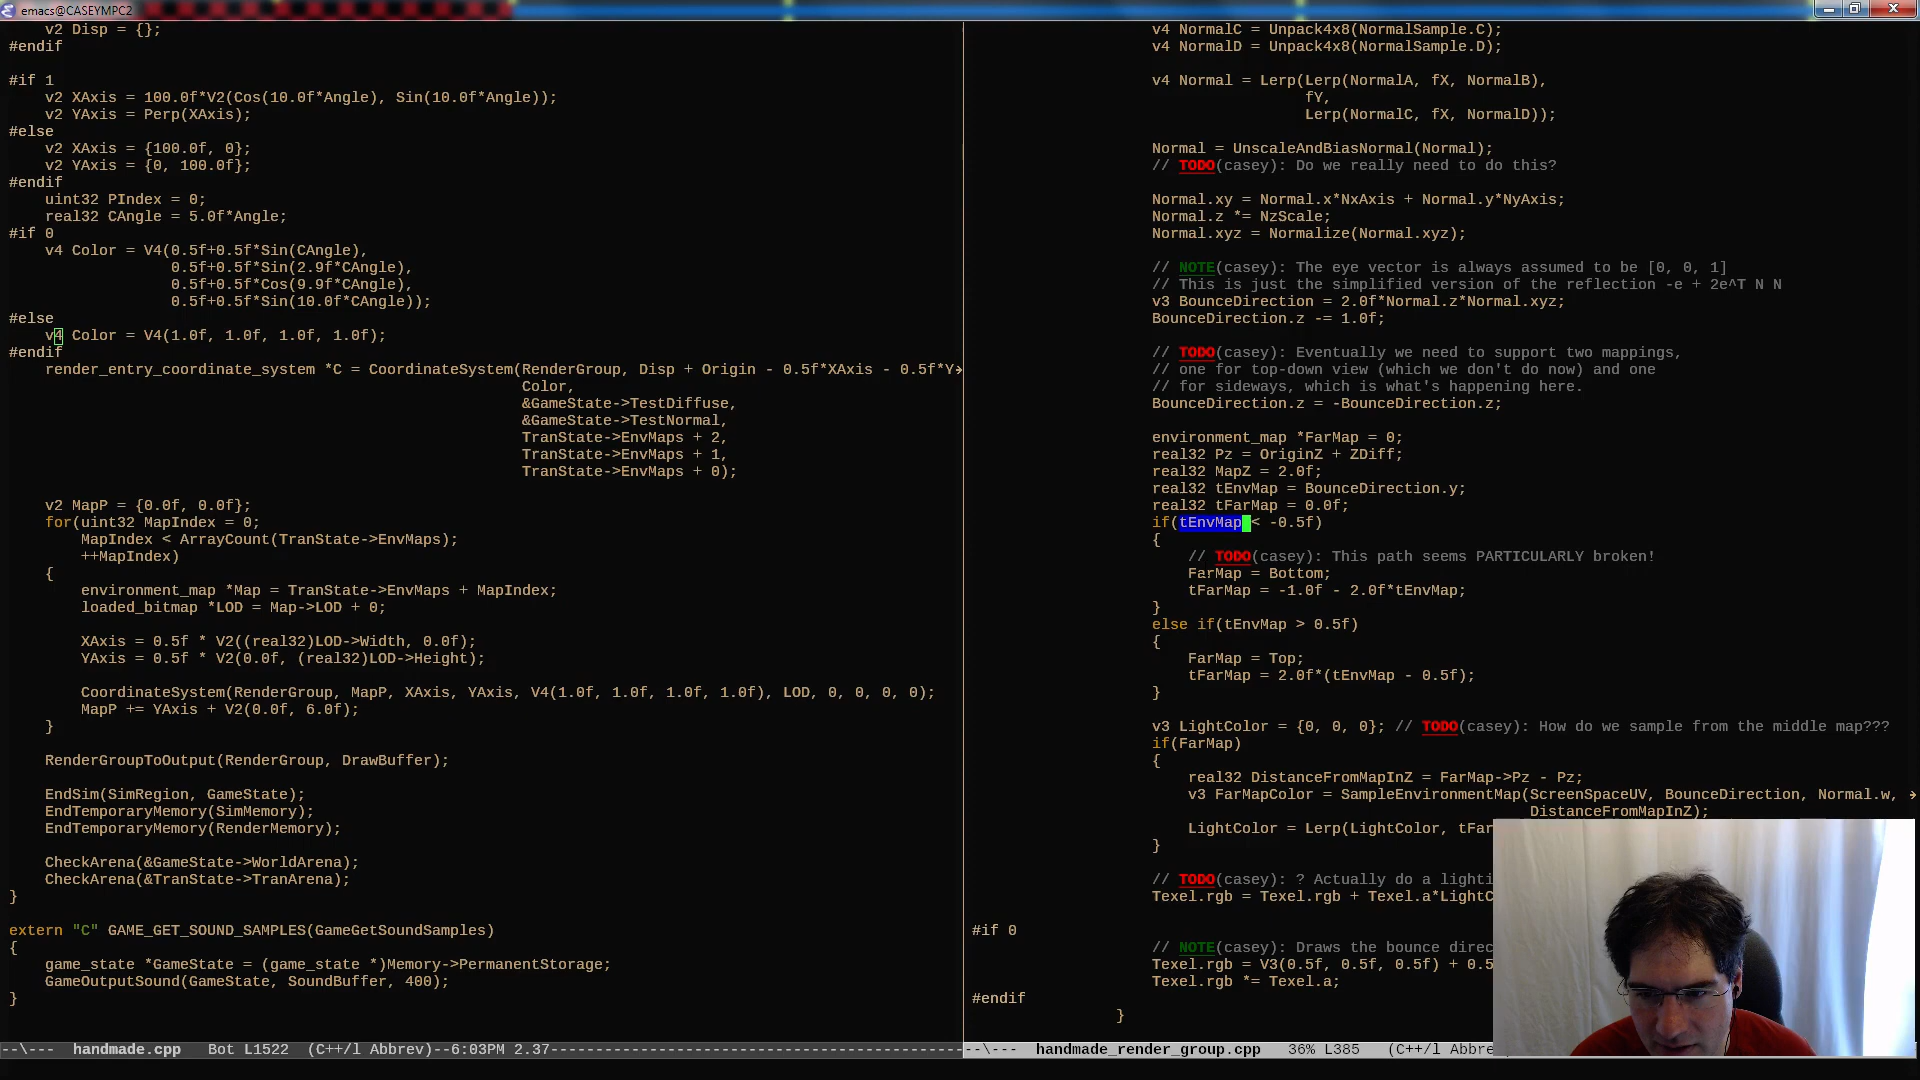 emacs@CASEYMPC2
v2 Disp = {};
#endif
#if 1
v2 XAxis = 100.0f*V2(Cos(10.0f*Angle), Sin(10.0f*Angle));
v2 YAxis = Perp(XAxis);
#else
v2 XAxis = {100.0f, 0};
v2 YAxis = {0, 100.0f};
#endif
uint32 PIndex = 0;
real32 CAngle = 5.0f*Angle;
#if 0
v4 Color = V4(0.5f+0.5f*Sin(CAngle),
0.5f+0.5f*Sin(2.9f*CAngle),
0.5f+0.5f*Cos(9.9f*CAngle),
0.5f+0.5f*Sin(10.0f*CAngle));
#else
v4 Color = V4(1.0f, 1.0f, 1.0f, 1.0f);
#endif
render_entry_coordinate_system *C = CoordinateSystem(RenderGroup, Disp + Origin - 0.5f*XAxis - 0.5f*Y
Color,
&GameState->TestDiffuse,
&GameState->TestNormal,
TranState->EnvMaps + 2,
TranState->EnvMaps + 1,
TranState->EnvMaps + 0);
v2 MapP = {0.0f, 0.0f};
for(uint32 MapIndex = 0;
MapIndex < ArrayCount(TranState->EnvMaps);
++MapIndex)
{
environment_map *Map = TranState->EnvMaps + MapIndex;
loaded_bitmap *LOD = Map->LOD + 0;
XAxis = 0.5f * V2((real32)LOD->Width, 0.0f);
YAxis = 0.5f * V2(0.0f, (real32)LOD->Height);
CoordinateSystem(RenderGroup, MapP, XAxis, YAxis, V4(1.0f, 1.0f, 1.0f, 1.0f), LOD, 0, 0, 0, 0);
MapP += YAxis + V2(0.0f, 6.0f);
}
RenderGroupToOutput(RenderGroup, DrawBuffer);
EndSim(SimRegion, GameState);
EndTemporaryMemory(SimMemory);
EndTemporaryMemory(RenderMemory);
CheckArena(&GameState->WorldArena);
CheckArena(&TranState->TranArena);
}
extern "C" GAME_GET_SOUND_SAMPLES(GameGetSoundSamples)
{
game_state *GameState = (game_state *)Memory->PermanentStorage;
GameOutputSound(GameState, SoundBuffer, 400);
}
--\--- handmade.cpp Bot L1522 (C++/l Abbrev)--6:03PM 2.37
v4 NormalC = Unpack4x8(NormalSample.C);
v4 NormalD = Unpack4x8(NormalSample.D);
v4 Normal = Lerp(Lerp(NormalA, fX, NormalB),
fY,
Lerp(NormalC, fX, NormalD));
Normal = UnscaleAndBiasNormal(Normal);
// TODO(casey): Do we really need to do this?
Normal.xy = Normal.x*NxAxis + Normal.y*NyAxis;
Normal.z *= NzScale;
Normal.xyz = Normalize(Normal.xyz);
// NOTE(casey): The eye vector is always assumed to be [0, 0, 1]
// This is just the simplified version of the reflection -e + 2e^T N N
v3 BounceDirection = 2.0f*Normal.z*Normal.xyz;
BounceDirection.z -= 1.0f;
// TODO(casey): Eventually we need to support two mappings,
// one for top-down view (which we don't do now) and one
// for sideways, which is what's happening here.
BounceDirection.z = -BounceDirection.z;
environment_map *FarMap = 0;
real32 Pz = OriginZ + ZDiff;
real32 MapZ = 2.0f;
real32 tEnvMap = BounceDirection.y;
real32 tFarMap = 0.0f;
if(tEnvMap < -0.5f)
{
// TODO(casey): This path seems PARTICULARLY broken!
FarMap = Bottom;
tFarMap = -1.0f - 2.0f*tEnvMap;
}
else if(tEnvMap > 0.5f)
{
FarMap = Top;
tFarMap = 2.0f*(tEnvMap - 0.5f);
}
v3 LightColor = {0, 0, 0}; // TODO(casey): How do we sample from the middle map???
if(FarMap)
{
real32 DistanceFromMapInZ = FarMap->Pz - Pz;
v3 FarMapColor = SampleEnvironmentMap(ScreenSpaceUV, BounceDirection, Normal.w,
DistanceFromMapInZ);
LightColor = Lerp(LightColor, tFar
}
// TODO(casey): ? Actually do a lighti
Texel.rgb = Texel.rgb + Texel.a*LightC
#if 0
// NOTE(casey): Draws the bounce direc
Texel.rgb = V3(0.5f, 0.5f, 0.5f) + 0.5
Texel.rgb *= Texel.a;
#endif
}
--\--- handmade_render_group.cpp 36% L385 (C++/l Abbre